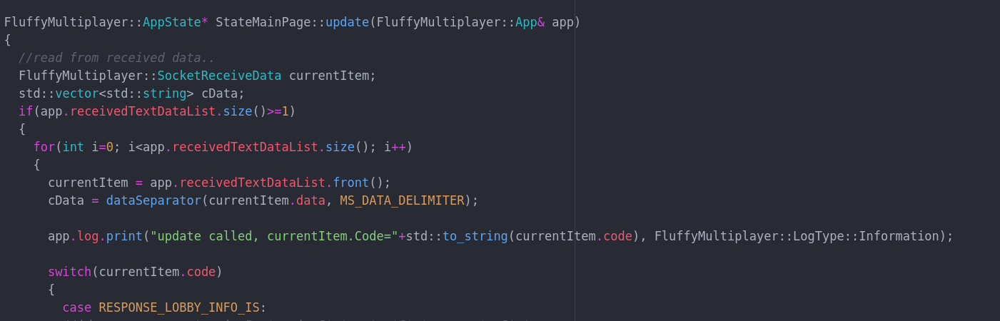 FluffyMultiplayer::AppState* StateMainPage::update(FluffyMultiplayer::App& app)
{
  //read from received data..
  FluffyMultiplayer::SocketReceiveData currentItem;
  std::vector<std::string> cData;
  if(app.receivedTextDataList.size()>=1)
  {
    for(int i=0; i<app.receivedTextDataList.size(); i++)
    {
      currentItem = app.receivedTextDataList.front();
      cData = dataSeparator(currentItem.data, MS_DATA_DELIMITER);
      app.log.print("update called, currentItem.Code="+std::to_string(currentItem.code), FluffyMultiplayer::LogType::Information);
      switch(currentItem.code)
      {
        case RESPONSE_LOBBY_INFO_IS: